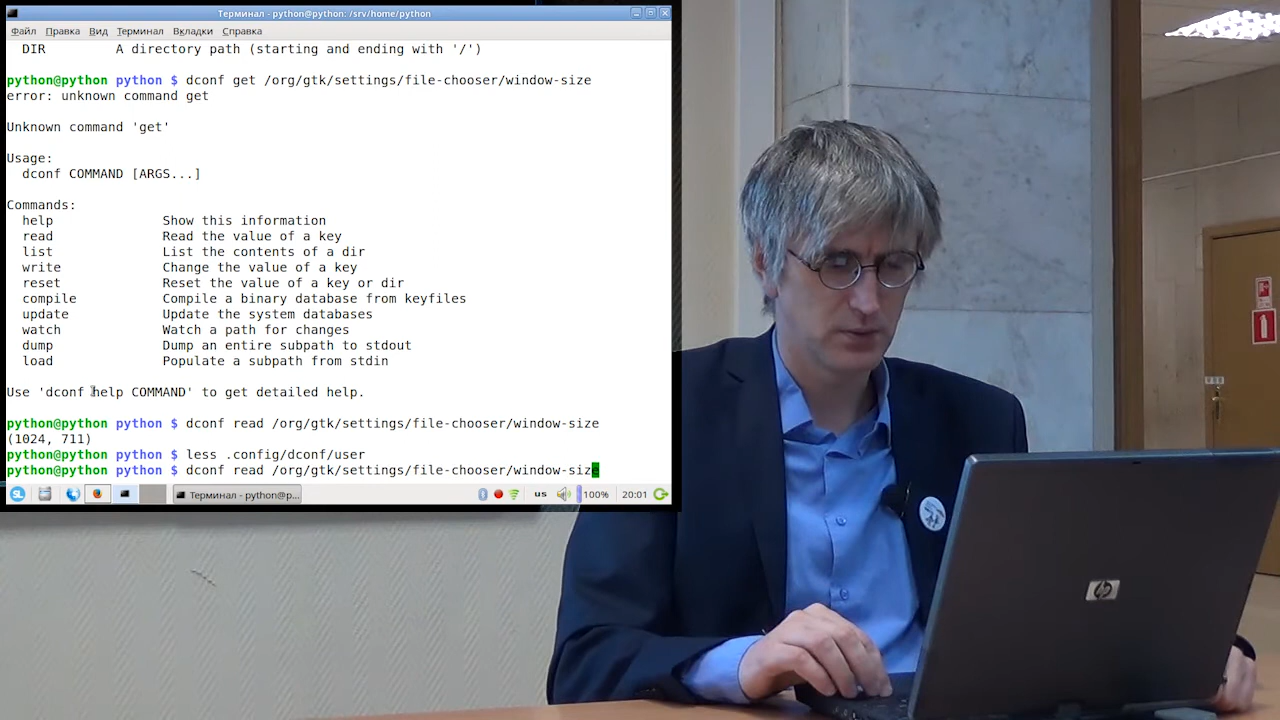 Терминал - python@python: /srv/home/python
Файл Правка Вид Терминал Вкладки Справка
DIR A directory path (starting and ending with '/')
python@python python $ dconf get /org/gtk/settings/file-chooser/window-size
error: unknown command get
Unknown command 'get'
Usage:
dconf COMMAND [ARGS...]
Commands:
help Show this information
read Read the value of a key
list List the contents of a dir
write Change the value of a key
reset Reset the value of a key or dir
compile Compile a binary database from keyfiles
update Update the system databases
watch Watch a path for changes
dump Dump an entire subpath to stdout
load Populate a subpath from stdin
Use 'dconf help COMMAND' to get detailed help.
python@python python $ dconf read /org/gtk/settings/file-chooser/window-size
(1024, 711)
python@python python $ less .config/dconf/user
python@python python $ dconf read /org/gtk/settings/file-chooser/window-size
SL Терминал - python@p... us 100% 20:01
hp